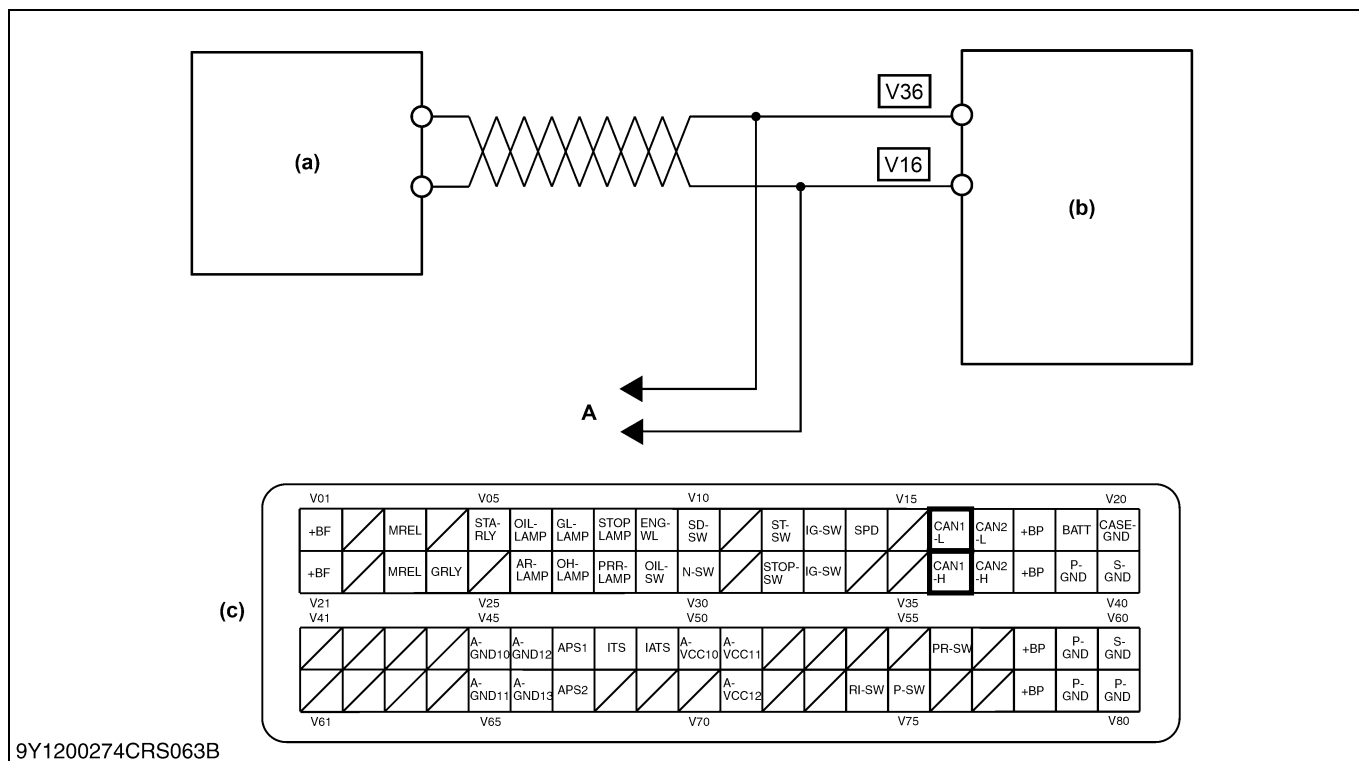 V36
(a)
V16
(b)
A
V01 V05 V10 V15 V20
+BF MREL STA-RLY OIL-LAMP GL-LAMP STOP LAMP ENG-WL SD-SW ST-SW IG-SW SPD CAN1-L CAN2-L +BP BATT CASE-GND
+BF MREL GRLY AR-LAMP OH-LAMP PRR-LAMP OIL-SW N-SW STOP-SW IG-SW CAN1-H CAN2-H +BP P-GND S-GND
(c)
V21 V25 V30 V35 V40
V41 V45 V50 V55 V60
A-GND10 A-GND12 APS1 ITS IATS A-VCC10 A-VCC11 PR-SW +BP P-GND S-GND
A-GND11 A-GND13 APS2 A-VCC12 RI-SW P-SW +BP P-GND P-GND
V61 V65 V70 V75 V80
9Y1200274CRS063B